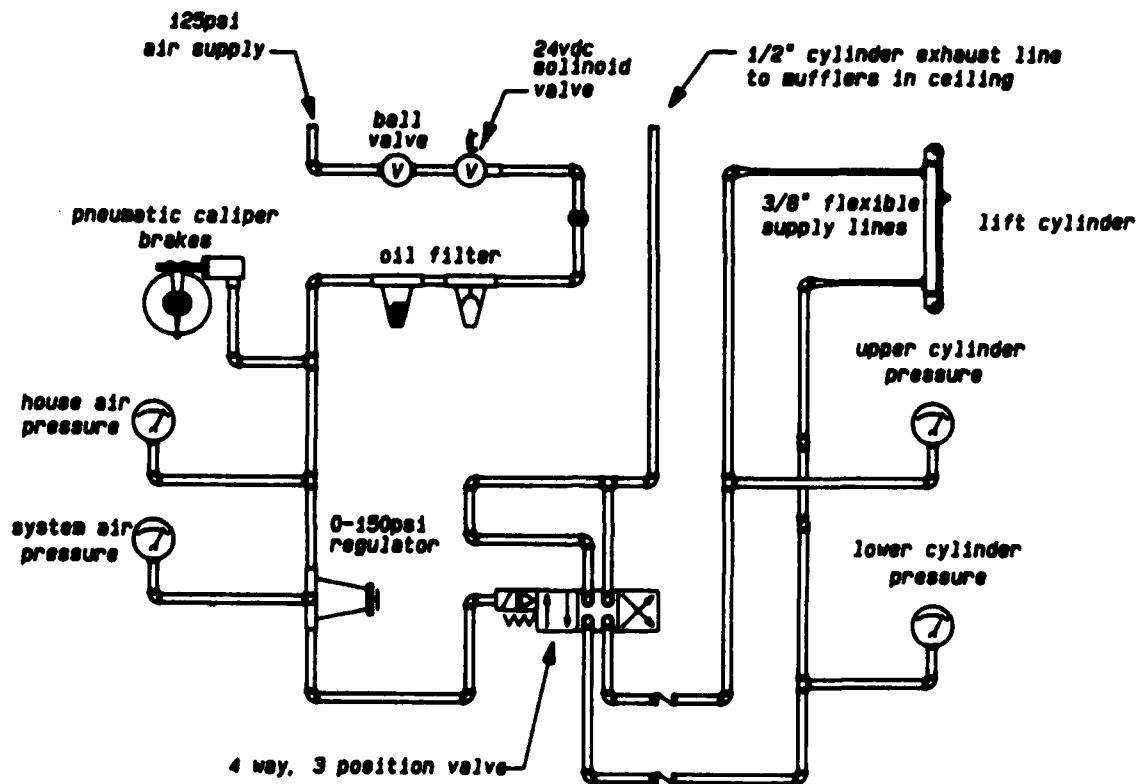 125psi
air supply
24vdc
solinoid
valve
1/2" cylinder exhaust line
to mufflers in ceiling
ball
valve
V
V
pneumatic caliper
brakes
oil filter
3/8" flexible
supply lines
lift cylinder
upper cylinder
pressure
house air
pressure
system air
pressure
0-150psi
regulator
lower cylinder
pressure
4 way, 3 position valve